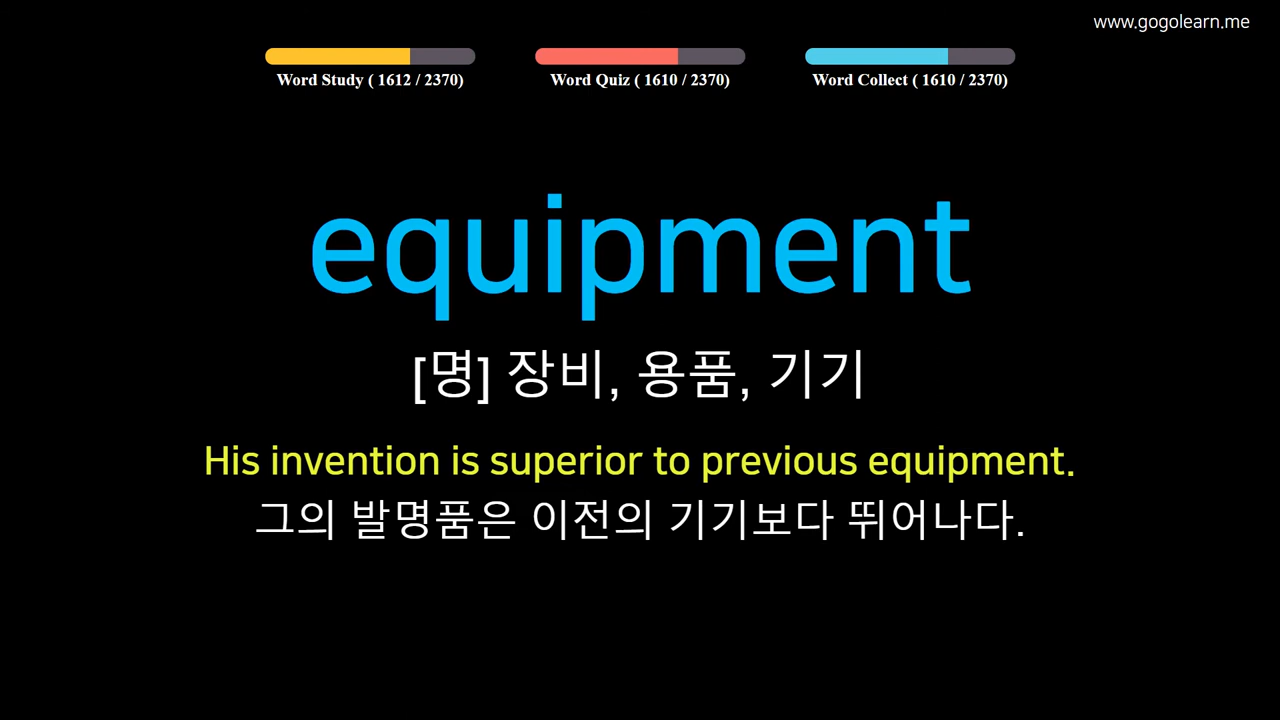 www.gogolearn.me
Word Study ( 1612 / 2370)
Word Quiz ( 1610 / 2370)
Word Collect ( 1610 / 2370)
equipment
[명] 장비, 용품, 기기
His invention is superior to previous equipment.
그의 발명품은 이전의 기기보다 뛰어나다.